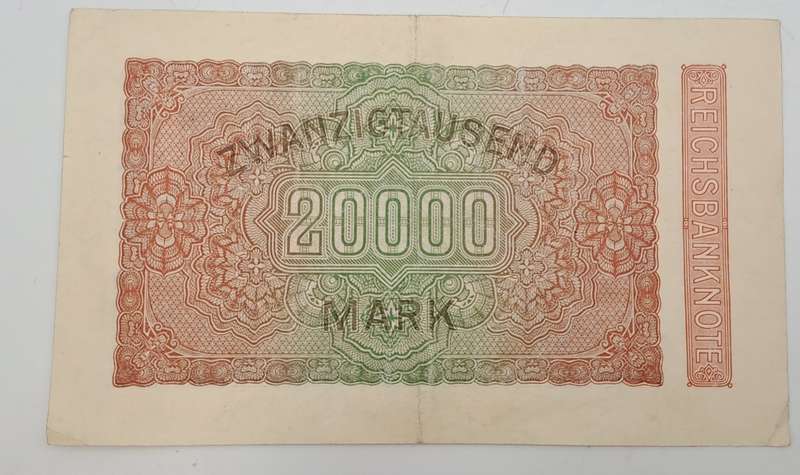 ZWANZIGTAUSEND
20000
MARK
REICHSBANKNOTE